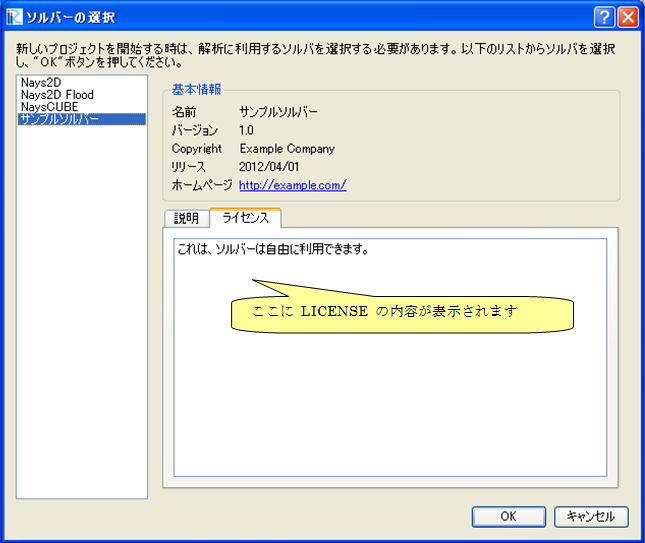 ソルバーの選択
新しいプロジェクトを開始する時は、解析に利用するソルバを選択する必要があります。以下のリストからソルバを選択
し、"OK"ボタンを押してください。
Nays2D
Nays2D Flood
NaysCUBE
サンプルソルバー
基本情報
名前 サンプルソルバー
バージョン 1.0
Copyright Example Company
リリース 2012/04/01
ホームページ http://example.com/
説明 ライセンス
これは、ソルバーは自由に利用できます。
ここに LICENSE の内容が表示されます
OK キャンセル